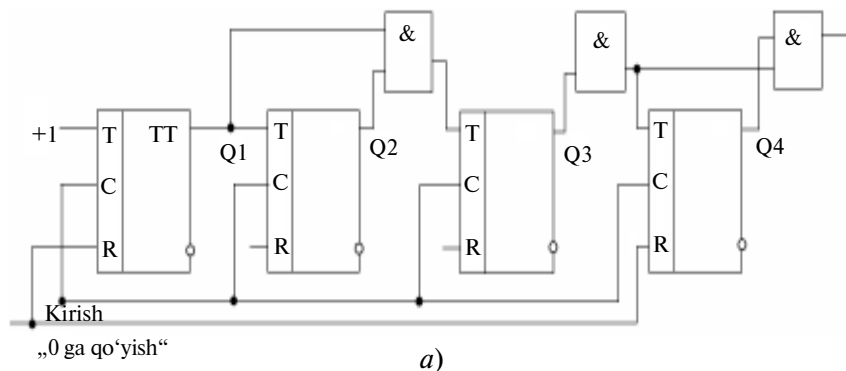 & & &
+1 T TT Q1 T Q2 T Q3 T Q4
C C C C
R R R R
Kirish
„0 ga qo‘yish“
a)